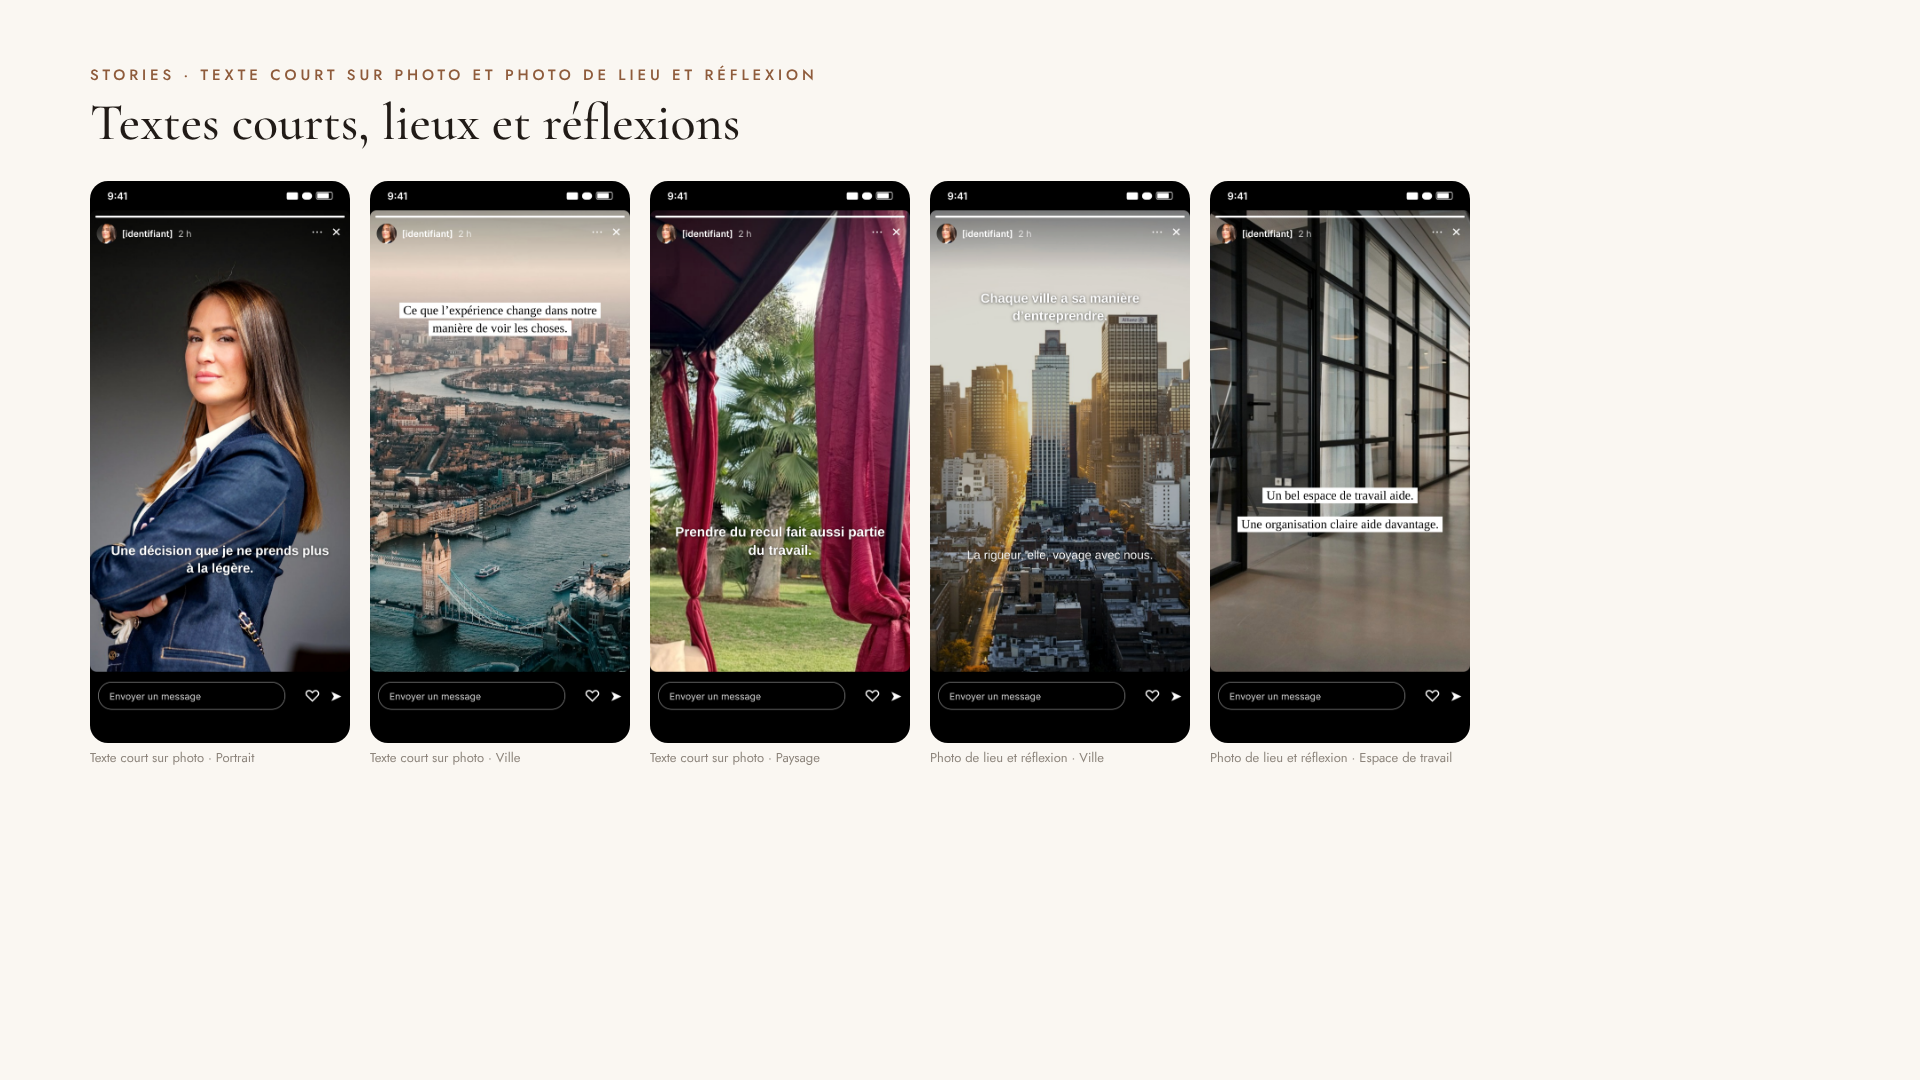 STORIES · TEXTE COURT SUR PHOTO ET PHOTO DE LIEU ET RÉFLEXION
Textes courts, lieux et réflexions
9:41
[identifiant] 2 h
Une décision que je ne prends plus
à la légère.
Envoyer un message
Texte court sur photo · Portrait
9:41
[identifiant] 2 h
Ce que l’expérience change dans notre
manière de voir les choses.
Envoyer un message
Texte court sur photo · Ville
9:41
[identifiant] 2 h
Prendre du recul fait aussi partie
du travail.
Envoyer un message
Texte court sur photo · Paysage
9:41
[identifiant] 2 h
Chaque ville a sa manière
d’entreprendre.
La rigueur, elle, voyage avec nous.
Envoyer un message
Photo de lieu et réflexion · Ville
9:41
[identifiant] 2 h
Un bel espace de travail aide.
Une organisation claire aide davantage.
Envoyer un message
Photo de lieu et réflexion · Espace de travail